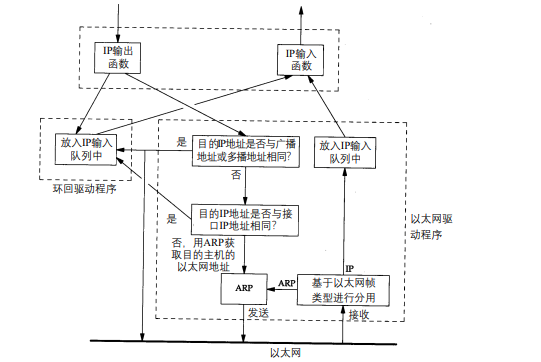 IP输出
函数
IP输入
函数
放入IP输入
队列中
环回驱动程序
是
目的IP地址是否与广播
地址或多播地址相同？
放入IP输入
队列中
否
是
目的IP地址是否与接
口IP地址相同？
以太网驱
动程序
否，用ARP获
取目的主机的
以太网地址
ARP
ARP
IP
基于以太网帧
类型进行分用
发送
接收
以太网